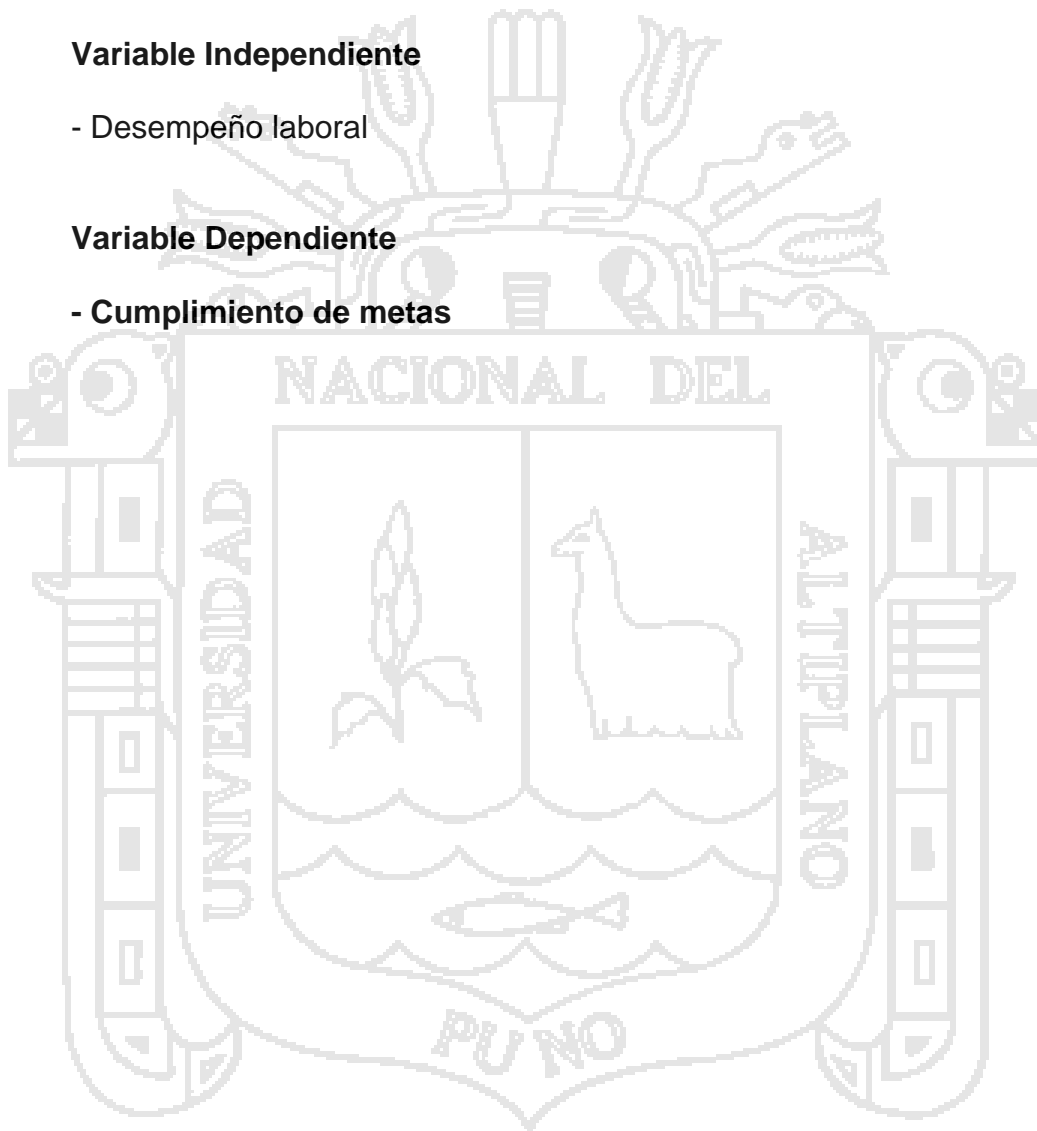 Variable Independiente
- Desempeño laboral
Variable Dependiente
- Cumplimiento de metas
NACIONAL DEL
UNIVERSIDAD
ALTIPLANO
PUNO